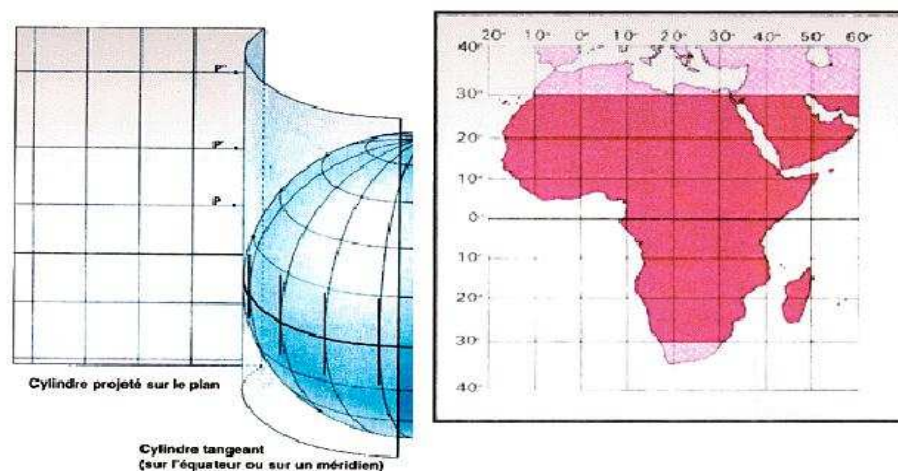 P''
P'
P
Cylindre projeté sur le plan
Cylindre tangeant
(sur l'équateur ou sur un méridien)
20° 10° 0° 10° 20° 30° 40° 50° 60°
40°
30°
20°
10°
0°
10°
20°
30°
40°